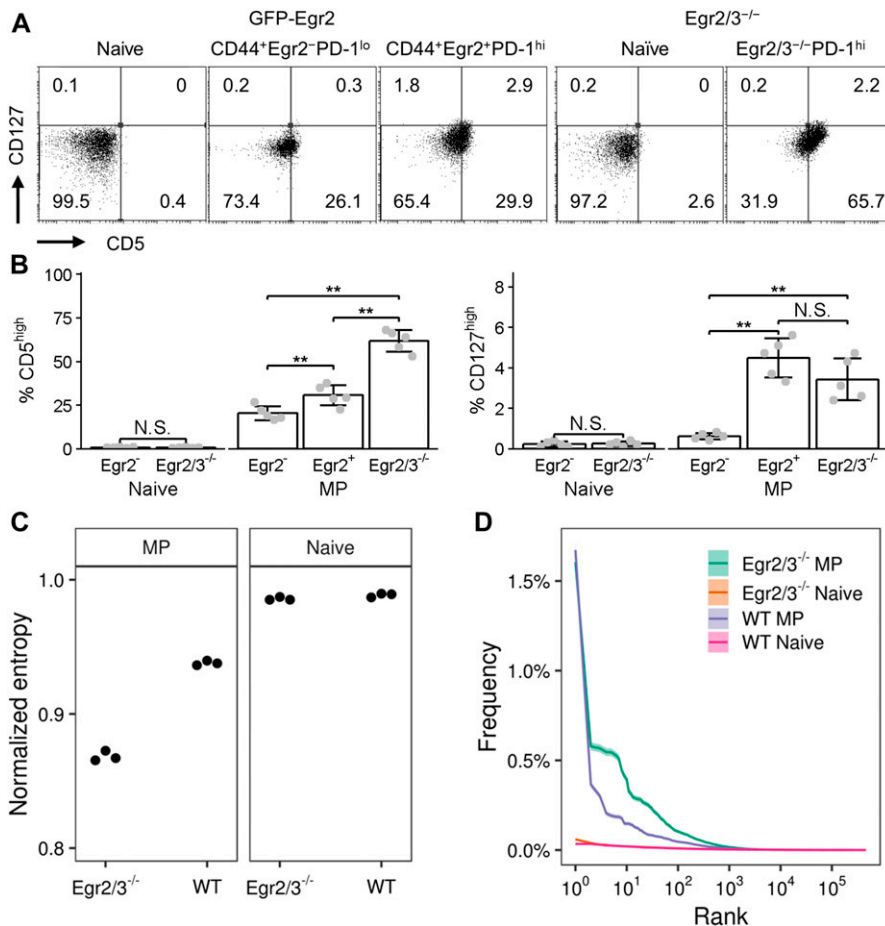 A
GFP-Egr2
Egr2/3⁻/⁻
Naive
CD44⁺Egr2⁻PD-1ˡᵒ
CD44⁺Egr2⁺PD-1ʰⁱ
Naïve
Egr2/3⁻/⁻PD-1ʰⁱ
0.1 0 0.2 0.3 1.8 2.9 0.2 0 0.2 2.2
99.5 0.4 73.4 26.1 65.4 29.9 97.2 2.6 31.9 65.7
CD127
CD5
B
% CD5ʰⁱᵍʰ
100
75
50
25
0
N.S.
**
**
**
Egr2⁻ Egr2/3⁻/⁻ Egr2⁻ Egr2⁺ Egr2/3⁻/⁻
Naive MP
% CD127ʰⁱᵍʰ
8
6
4
2
0
N.S.
**
N.S.
**
Egr2⁻ Egr2/3⁻/⁻ Egr2⁻ Egr2⁺ Egr2/3⁻/⁻
Naive MP
C
MP Naive
Normalized entropy
1.0
0.9
0.8
Egr2/3⁻/⁻ WT Egr2/3⁻/⁻ WT
D
Frequency
1.5%
1.0%
0.5%
0.0%
Egr2/3⁻/⁻ MP
Egr2/3⁻/⁻ Naive
WT MP
WT Naive
10⁰ 10¹ 10² 10³ 10⁴ 10⁵
Rank